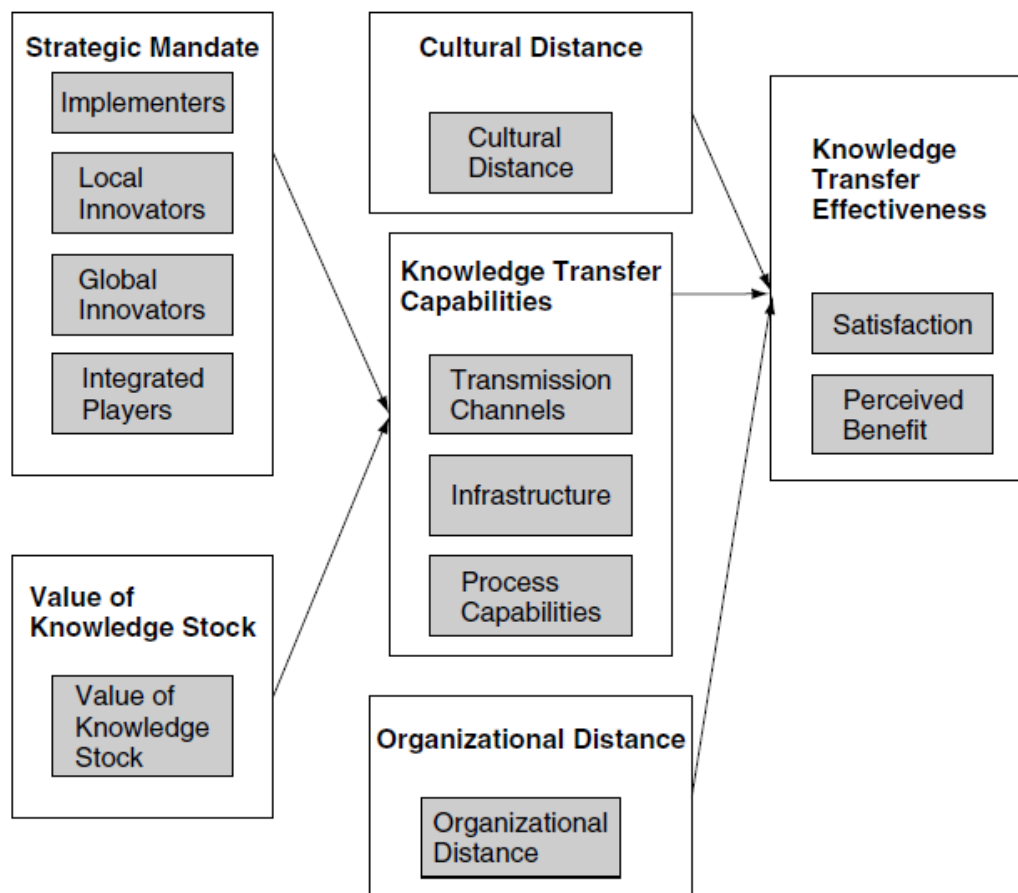 Strategic Mandate
Implementers
Local
Innovators
Global
Innovators
Integrated
Players
Value of
Knowledge Stock
Value of
Knowledge
Stock
Cultural Distance
Cultural
Distance
Knowledge Transfer
Capabilities
Transmission
Channels
Infrastructure
Process
Capabilities
Organizational Distance
Organizational
Distance
Knowledge
Transfer
Effectiveness
Satisfaction
Perceived
Benefit